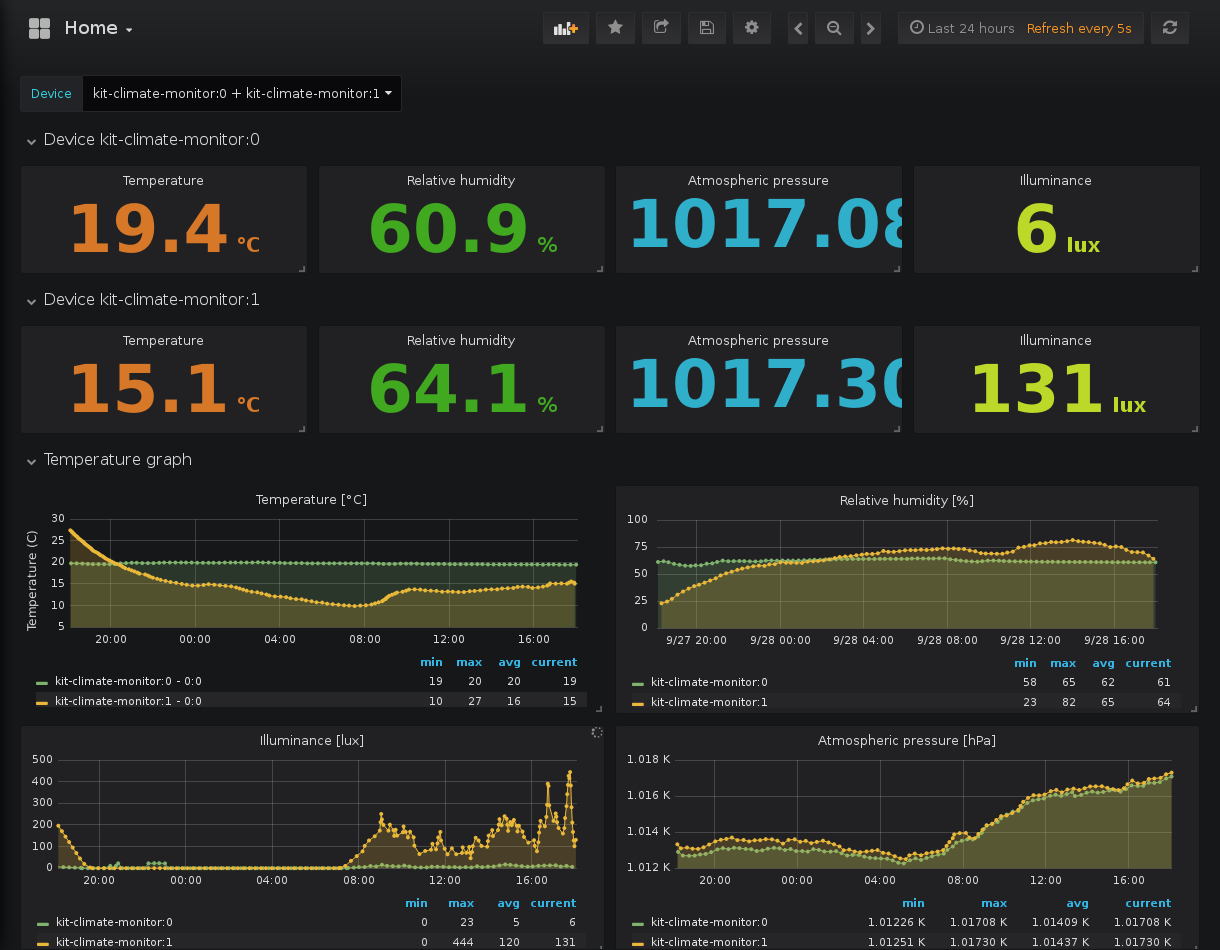 Home
Last 24 hours Refresh every 5s
Device kit-climate-monitor:0 + kit-climate-monitor:1
Device kit-climate-monitor:0
Temperature Relative humidity Atmospheric pressure Illuminance
19.4 °C 60.9 % 1017.08 6 lux
Device kit-climate-monitor:1
Temperature Relative humidity Atmospheric pressure Illuminance
15.1 °C 64.1 % 1017.30 131 lux
Temperature graph
Temperature [°C]
Temperature (C)
30
25
20
15
10
5
20:00 00:00 04:00 08:00 12:00 16:00
min max avg current
kit-climate-monitor:0 - 0:0 19 20 20 19
kit-climate-monitor:1 - 0:0 10 27 16 15
Relative humidity [%]
100
75
50
25
0
9/27 20:00 9/28 00:00 9/28 04:00 9/28 08:00 9/28 12:00 9/28 16:00
min max avg current
kit-climate-monitor:0 58 65 62 61
kit-climate-monitor:1 23 82 65 64
Illuminance [lux]
500
400
300
200
100
0
20:00 00:00 04:00 08:00 12:00 16:00
min max avg current
kit-climate-monitor:0 0 23 5 6
kit-climate-monitor:1 0 444 120 131
Atmospheric pressure [hPa]
1.018 K
1.016 K
1.014 K
1.012 K
20:00 00:00 04:00 08:00 12:00 16:00
min max avg current
kit-climate-monitor:0 1.01226 K 1.01708 K 1.01409 K 1.01708 K
kit-climate-monitor:1 1.01251 K 1.01730 K 1.01437 K 1.01730 K